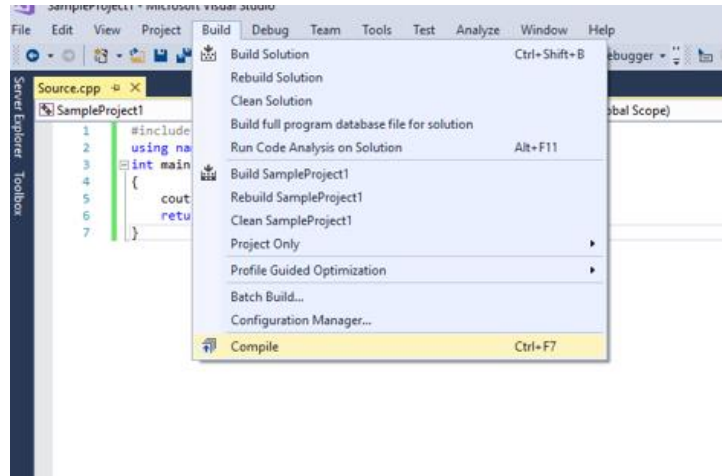 SampleProject1 - Microsoft Visual Studio
File Edit View Project Build Debug Team Tools Test Analyze Window Help
ebugger
Server Explorer
Toolbox
Source.cpp
SampleProject1
obal Scope)
1 #include
2 using na
3 int main
4 {
5 cout
6 retu
7 }
Build Solution Ctrl+Shift+B
Rebuild Solution
Clean Solution
Build full program database file for solution
Run Code Analysis on Solution Alt+F11
Build SampleProject1
Rebuild SampleProject1
Clean SampleProject1
Project Only
Profile Guided Optimization
Batch Build...
Configuration Manager...
Compile Ctrl+F7